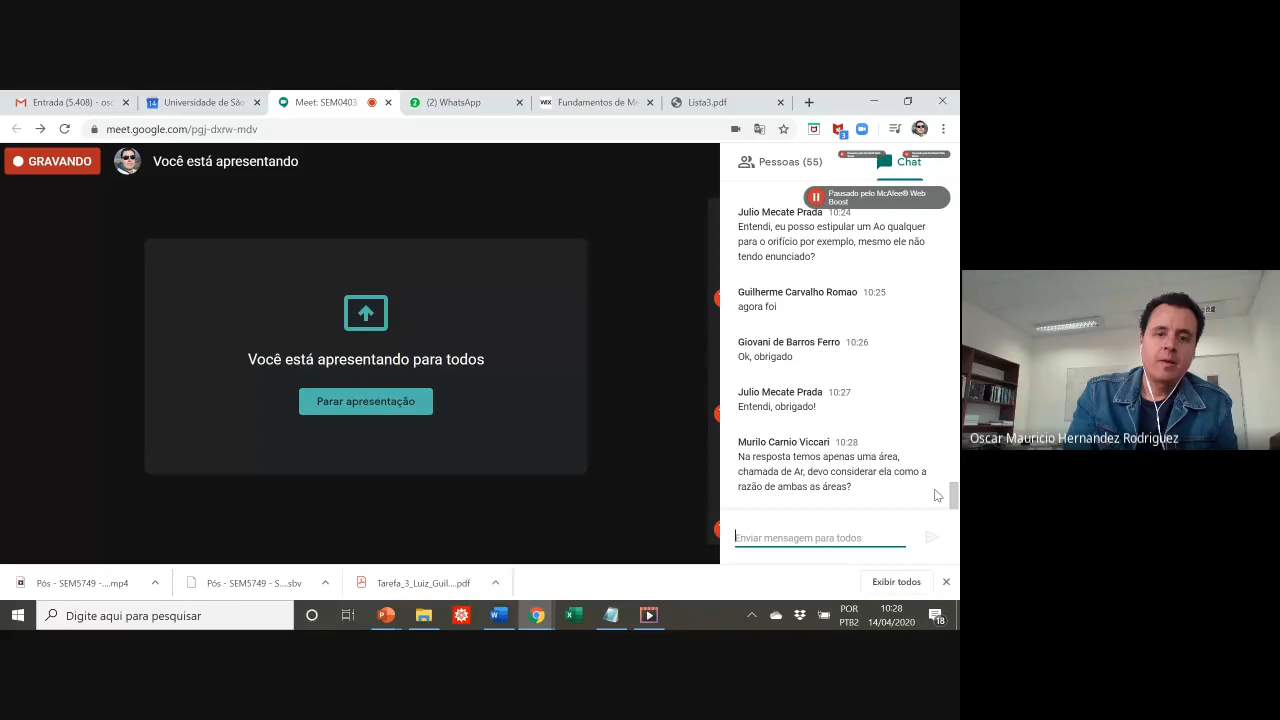 Entrada (5.408) - osc
Universidade de São
Meet: SEM0403
(2) WhatsApp
Fundamentos de Me
Lista3.pdf
meet.google.com/pgj-dxrw-mdv
GRAVANDO
Você está apresentando
Pessoas (55)
Chat
Pausado pelo McAfee® Web
Boost
Julio Mecate Prada 10:24
Entendi, eu posso estipular um Ao qualquer
para o orifício por exemplo, mesmo ele não
tendo enunciado?
Guilherme Carvalho Romao 10:25
agora foi
Giovani de Barros Ferro 10:26
Ok, obrigado
Julio Mecate Prada 10:27
Entendi, obrigado!
Murilo Carnio Viccari 10:28
Na resposta temos apenas uma área,
chamada de Ar, devo considerar ela como a
razão de ambas as áreas?
Enviar mensagem para todos
Você está apresentando para todos
Parar apresentação
Oscar Mauricio Hernandez Rodriguez
Pós - SEM5749 -....mp4
Pós - SEM5749 - S....sbv
Tarefa_3_Luiz_Guil....pdf
Exibir todos
Digite aqui para pesquisar
POR
PTB2
10:28
14/04/2020
18